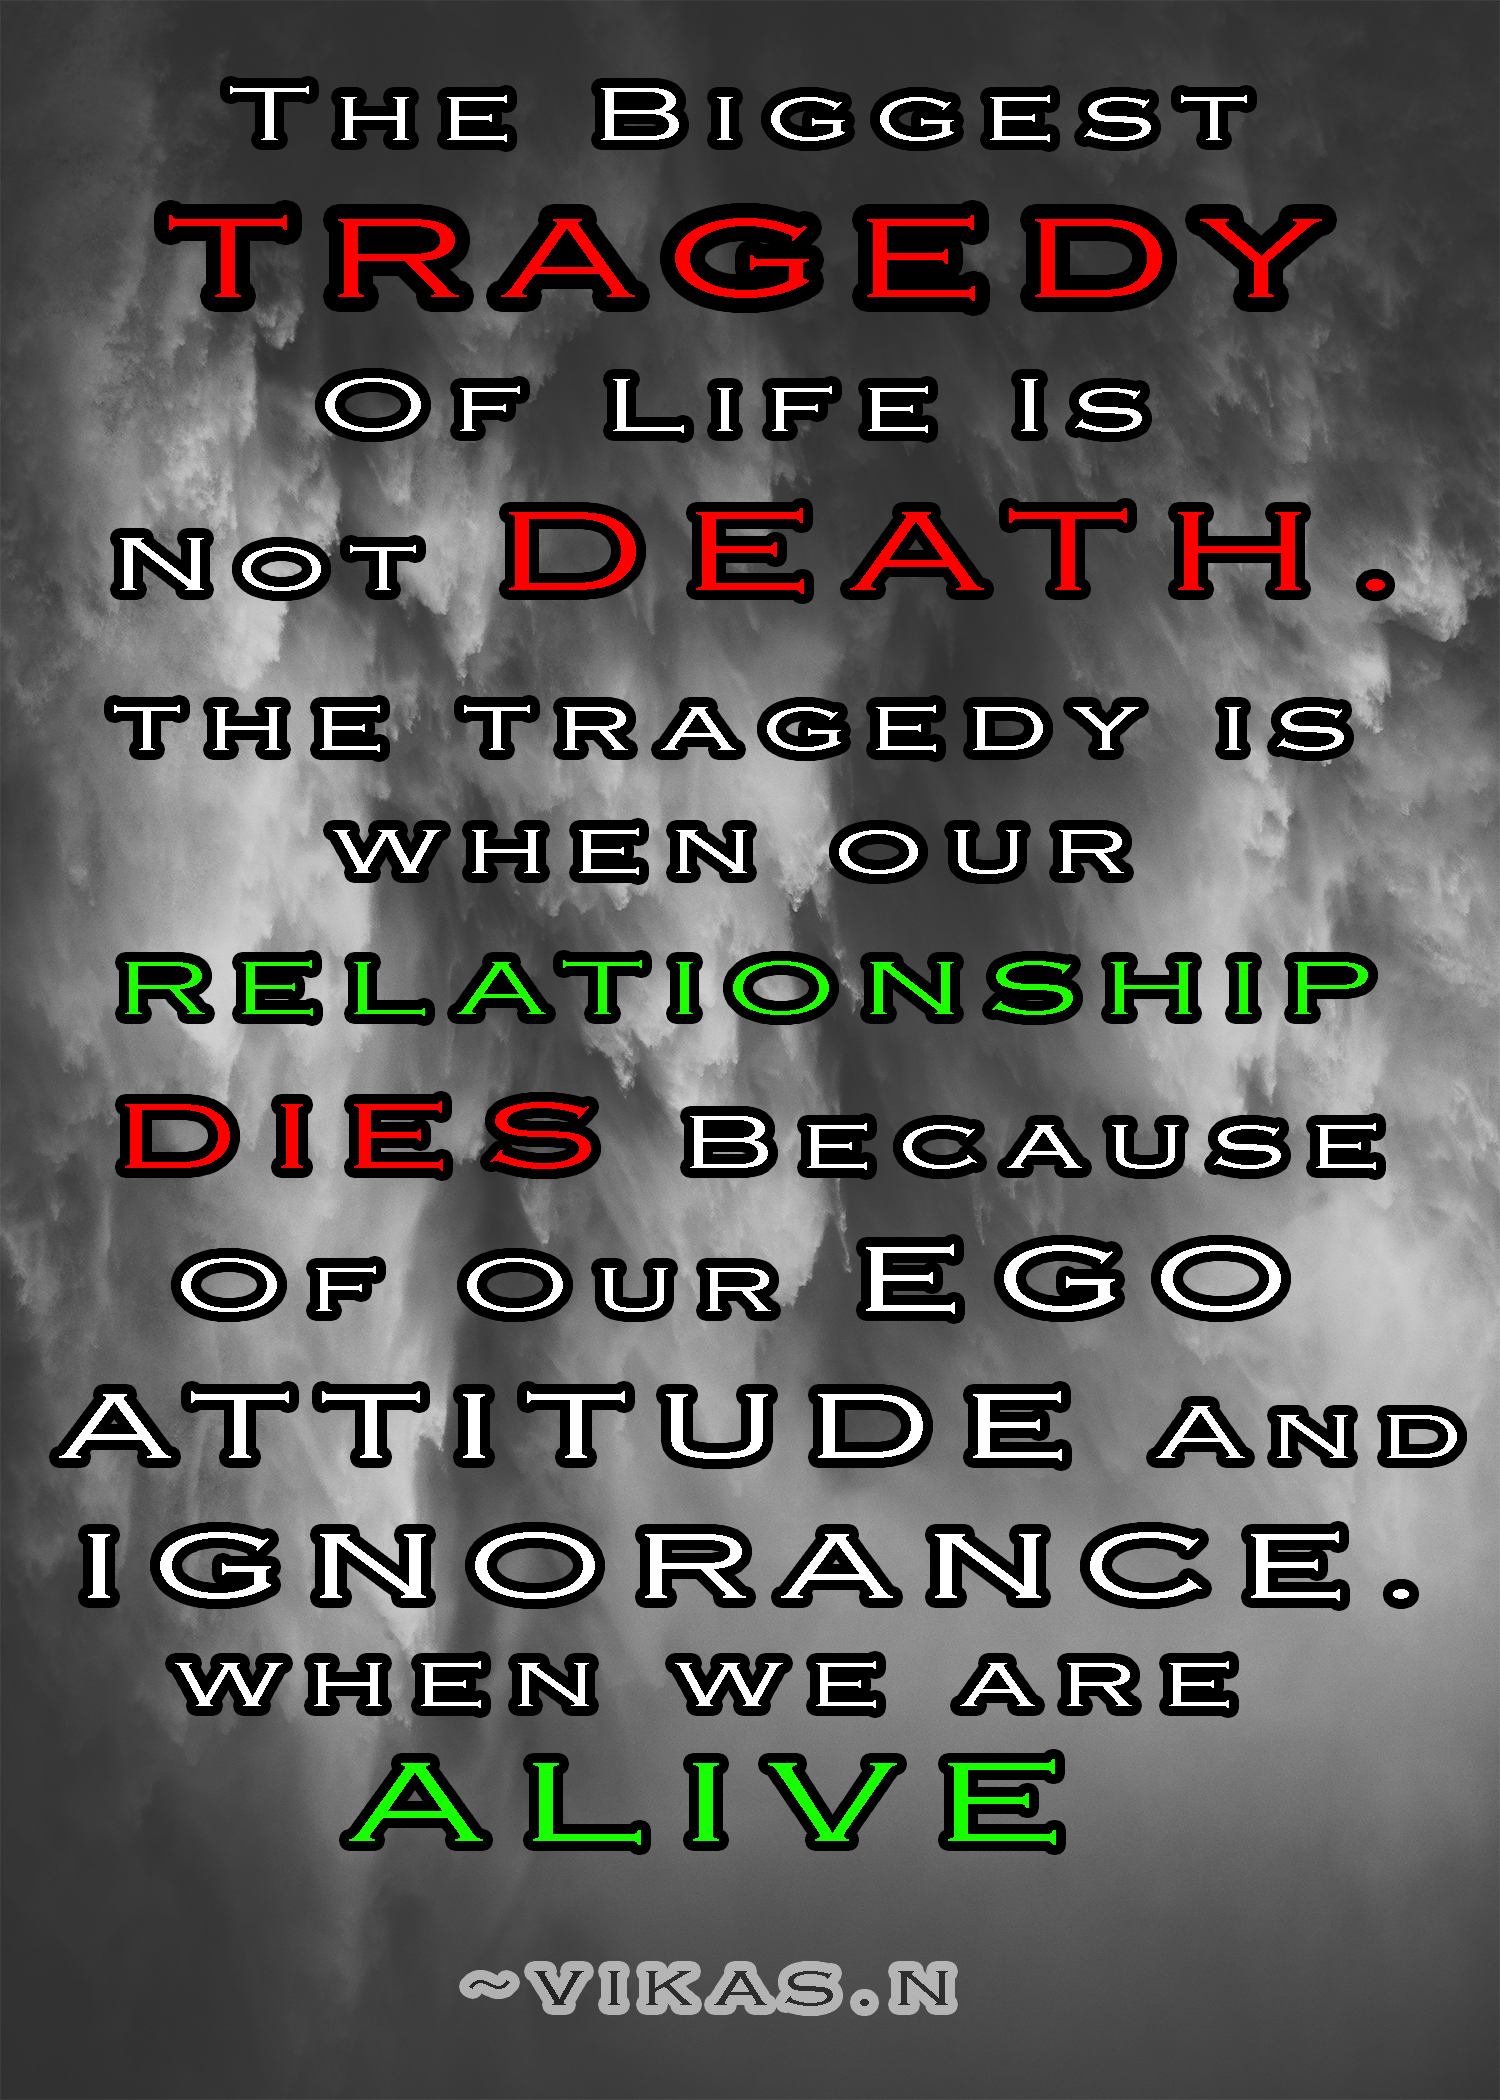 The Biggest
TRAGEDY
Of Life Is
Not DEATH.
THE TRAGEDY IS
WHEN OUR
RELATIONSHIP
DIES Because
Of Our EGO
ATTITUDE And
IGNORANCE.
WHEN WE ARE
ALIVE
~VIKAS.N